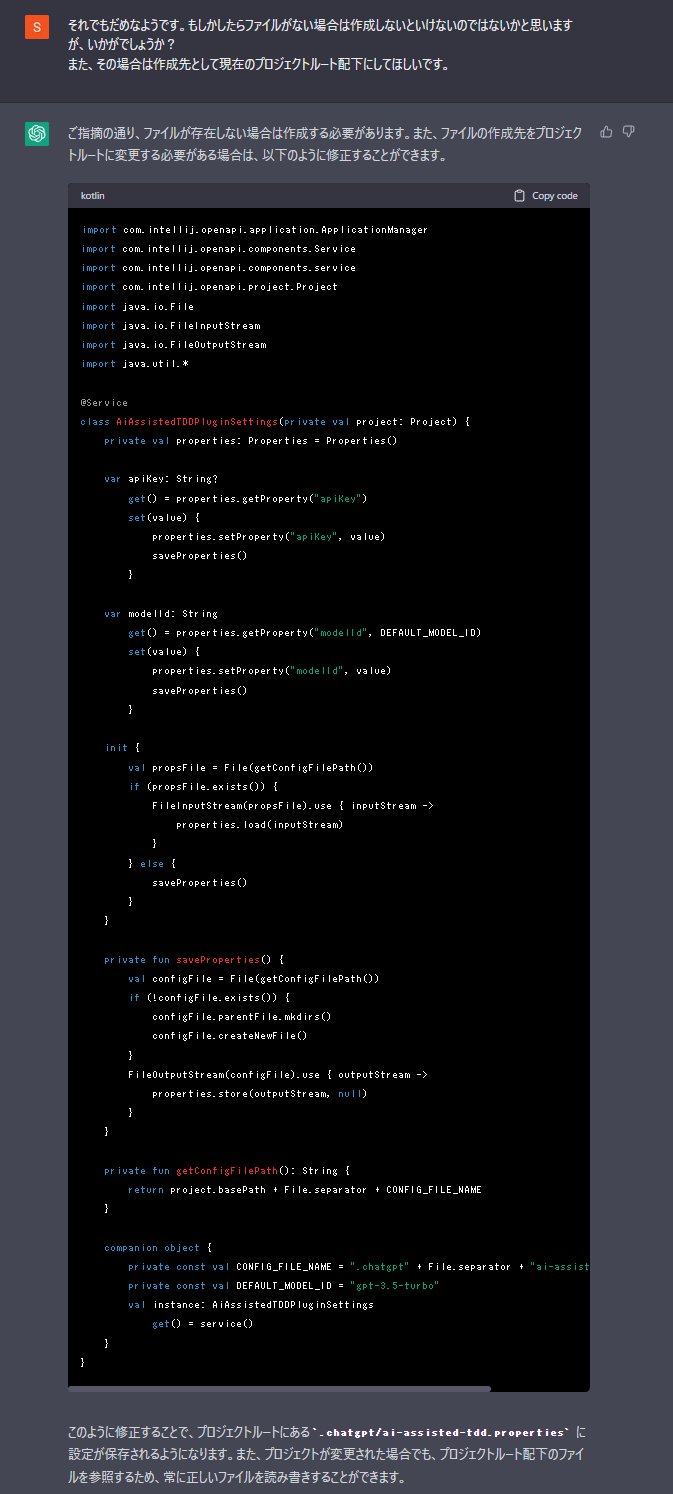 S
それでもだめなようです。もしかしたらファイルがない場合は作成しないといけないのではないかと思います
が、いかがでしょうか？
また、その場合は作成先として現在のプロジェクトルート配下にしてほしいです。
ご指摘の通り、ファイルが存在しない場合は作成する必要があります。また、ファイルの作成先をプロジェク
トルートに変更する必要がある場合は、以下のように修正することができます。
kotlin
Copy code
import com.intellij.openapi.application.ApplicationManager
import com.intellij.openapi.components.Service
import com.intellij.openapi.components.service
import com.intellij.openapi.project.Project
import java.io.File
import java.io.FileInputStream
import java.io.FileOutputStream
import java.util.*
@Service
class AiAssistedTDDPluginSettings(private val project: Project) {
    private val properties: Properties = Properties()
    var apiKey: String?
        get() = properties.getProperty("apiKey")
        set(value) {
            properties.setProperty("apiKey", value)
            saveProperties()
        }
    var modelId: String
        get() = properties.getProperty("modelId", DEFAULT_MODEL_ID)
        set(value) {
            properties.setProperty("modelId", value)
            saveProperties()
        }
    init {
        val propsFile = File(getConfigFilePath())
        if (propsFile.exists()) {
            FileInputStream(propsFile).use { inputStream ->
                properties.load(inputStream)
            }
        } else {
            saveProperties()
        }
    }
    private fun saveProperties() {
        val configFile = File(getConfigFilePath())
        if (!configFile.exists()) {
            configFile.parentFile.mkdirs()
            configFile.createNewFile()
        }
        FileOutputStream(configFile).use { outputStream ->
            properties.store(outputStream, null)
        }
    }
    private fun getConfigFilePath(): String {
        return project.basePath + File.separator + CONFIG_FILE_NAME
    }
    companion object {
        private const val CONFIG_FILE_NAME = ".chatgpt" + File.separator + "ai-assist
        private const val DEFAULT_MODEL_ID = "gpt-3.5-turbo"
        val instance: AiAssistedTDDPluginSettings
            get() = service()
    }
}
このように修正することで、プロジェクトルートにある`.chatgpt/ai-assisted-tdd.properties` に
設定が保存されるようになります。また、プロジェクトが変更された場合でも、プロジェクトルート配下のファイ
ルを参照するため、常に正しいファイルを読み書きすることができます。